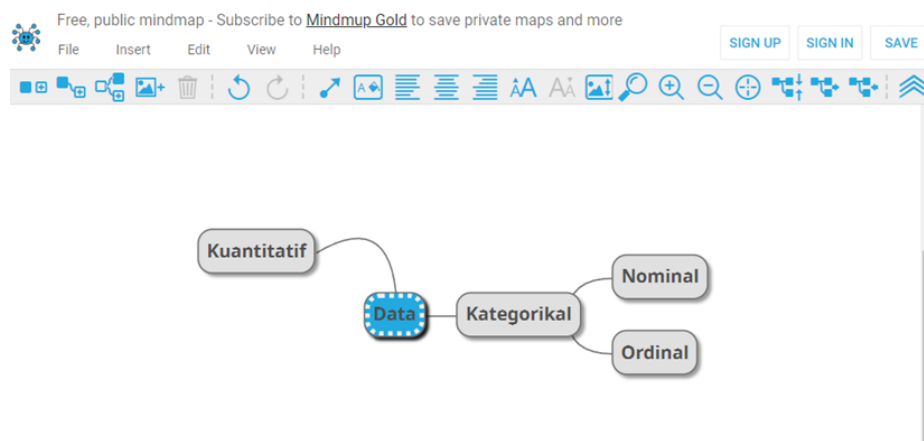 Free, public mindmap - Subscribe to Mindmup Gold to save private maps and more
File Insert Edit View Help
SIGN UP SIGN IN SAVE
Kuantitatif
Data
Kategorikal
Nominal
Ordinal